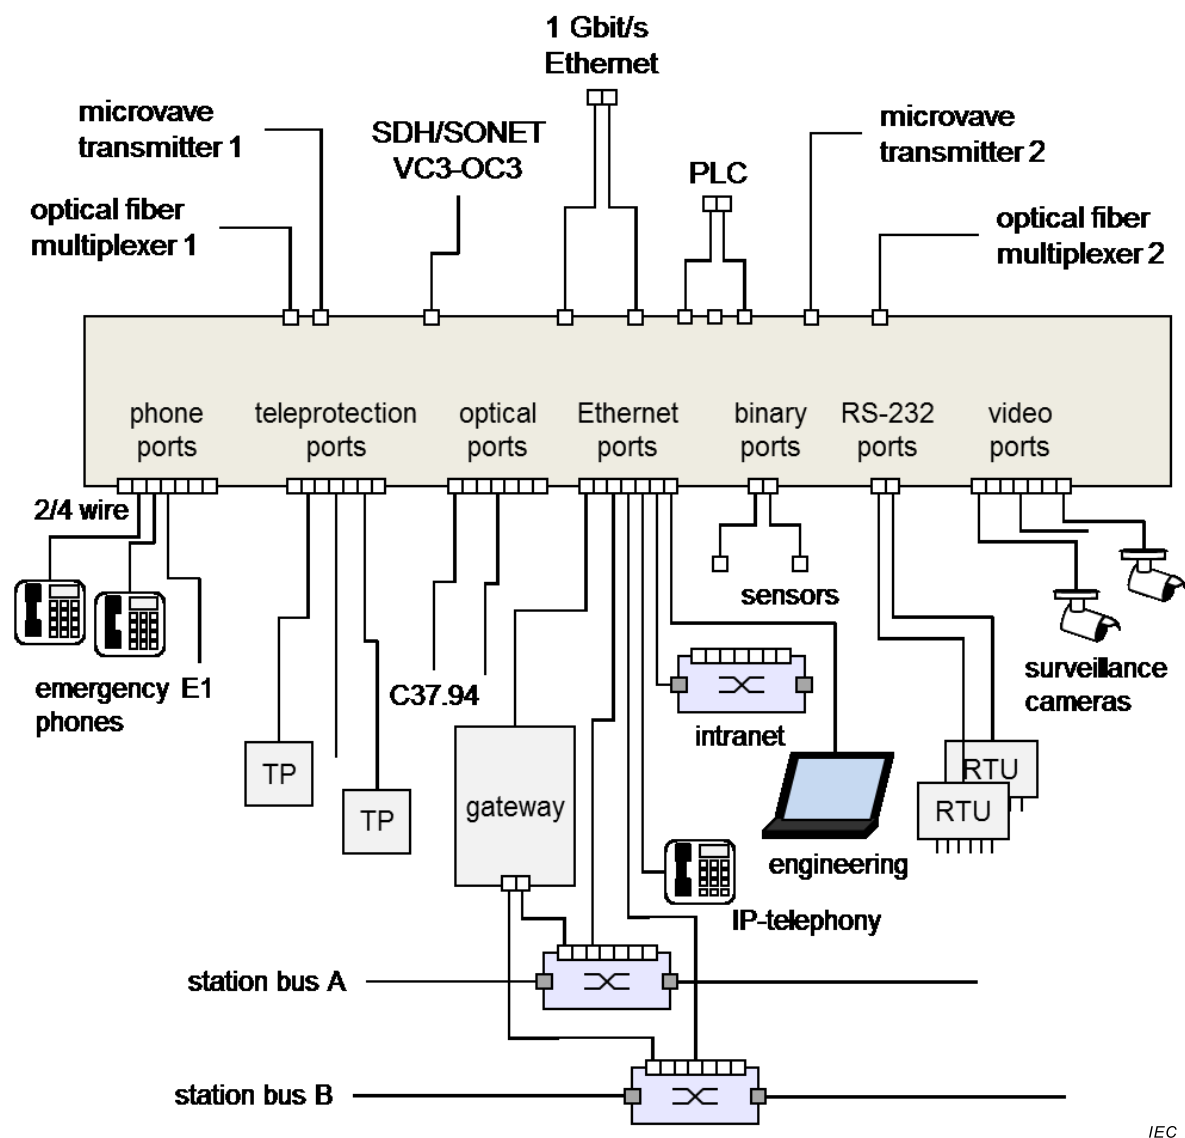 1 Gbit/s
Ethernet
microvave
transmitter 1
SDH/SONET
VC3-OC3
PLC
microvave
transmitter 2
optical fiber
multiplexer 1
optical fiber
multiplexer 2
phone
ports
teleprotection
ports
optical
ports
Ethernet
ports
binary
ports
RS-232
ports
video
ports
2/4 wire
sensors
emergency
phones
E1
C37.94
intranet
surveillance
cameras
TP
TP
gateway
RTU
RTU
engineering
IP-telephony
station bus A
station bus B
IEC